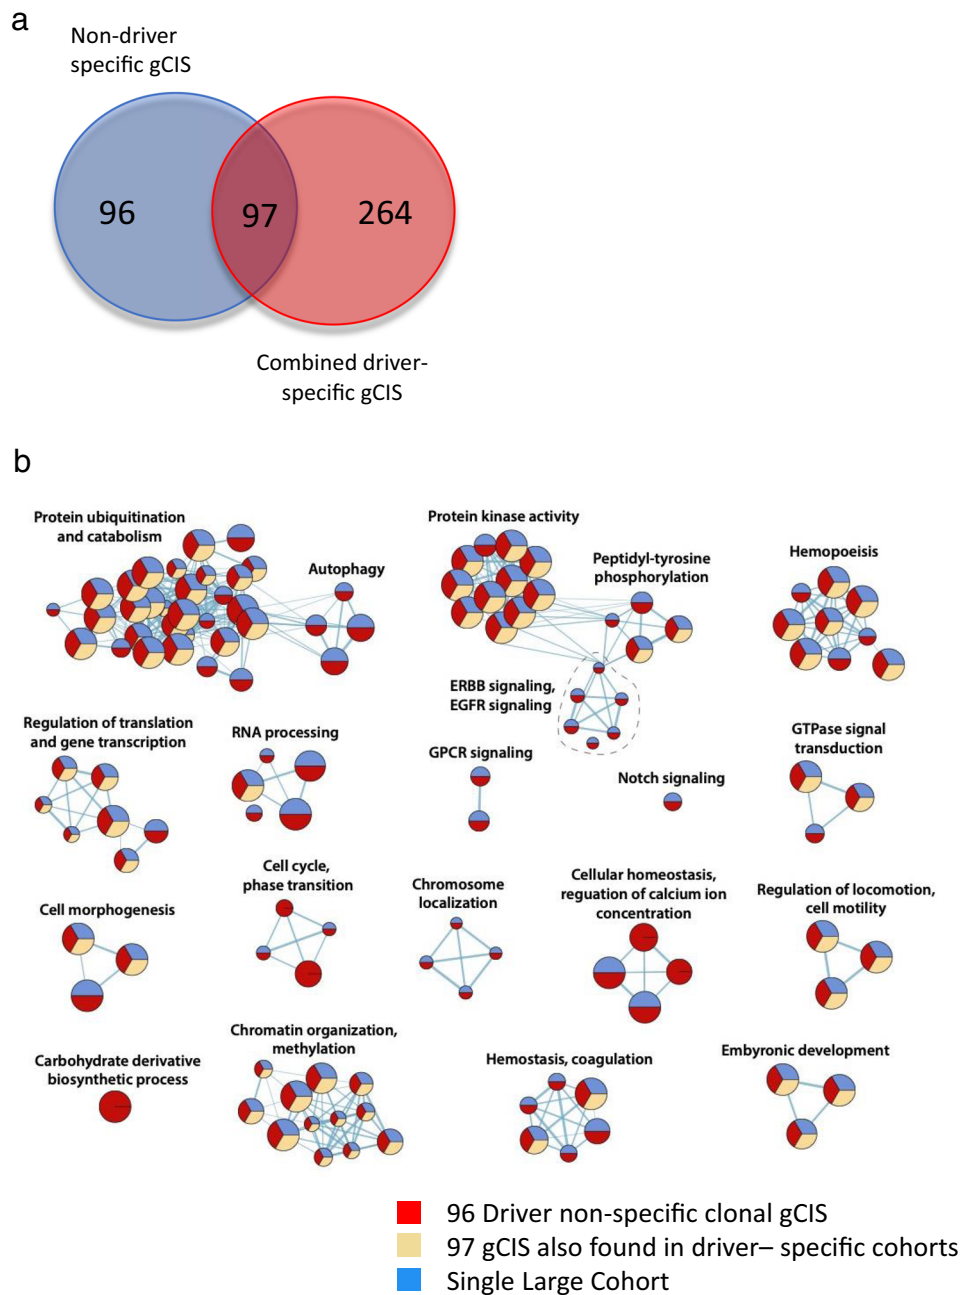 a
Non-driver
specific gCIS
96
97
264
Combined driver-
specific gCIS
b
Protein ubiquitination
and catabolism
Autophagy
Protein kinase activity
Peptidyl-tyrosine
phosphorylation
Hemopoeisis
ERBB signaling,
EGFR signaling
Regulation of translation
and gene transcription
RNA processing
GPCR signaling
Notch signaling
GTPase signal
transduction
Cell morphogenesis
Cell cycle,
phase transition
Chromosome
localization
Cellular homeostasis,
reguation of calcium ion
concentration
Regulation of locomotion,
cell motility
Carbohydrate derivative
biosynthetic process
Chromatin organization,
methylation
Hemostasis, coagulation
Embyronic development
96 Driver non-specific clonal gCIS
97 gCIS also found in driver– specific cohorts
Single Large Cohort